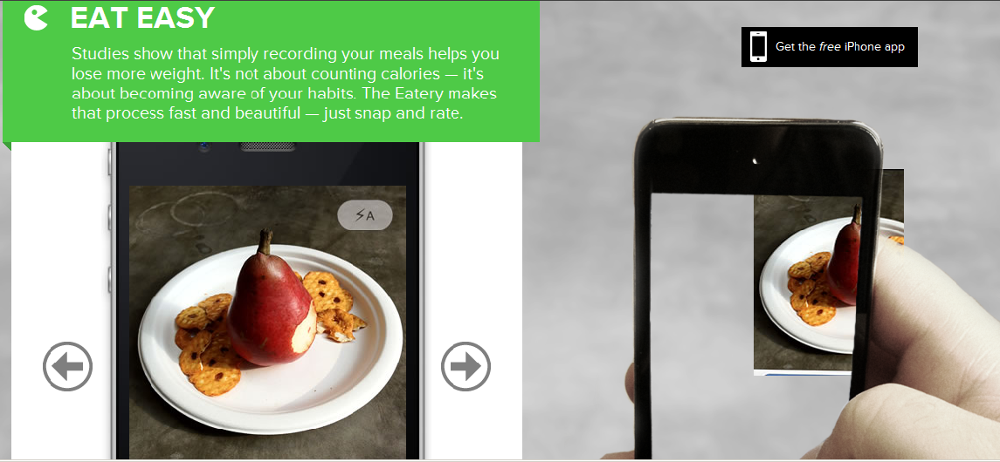 EAT EASY
Studies show that simply recording your meals helps you
lose more weight. It's not about counting calories — it's
about becoming aware of your habits. The Eatery makes
that process fast and beautiful — just snap and rate.
Get the free iPhone app
⚡A